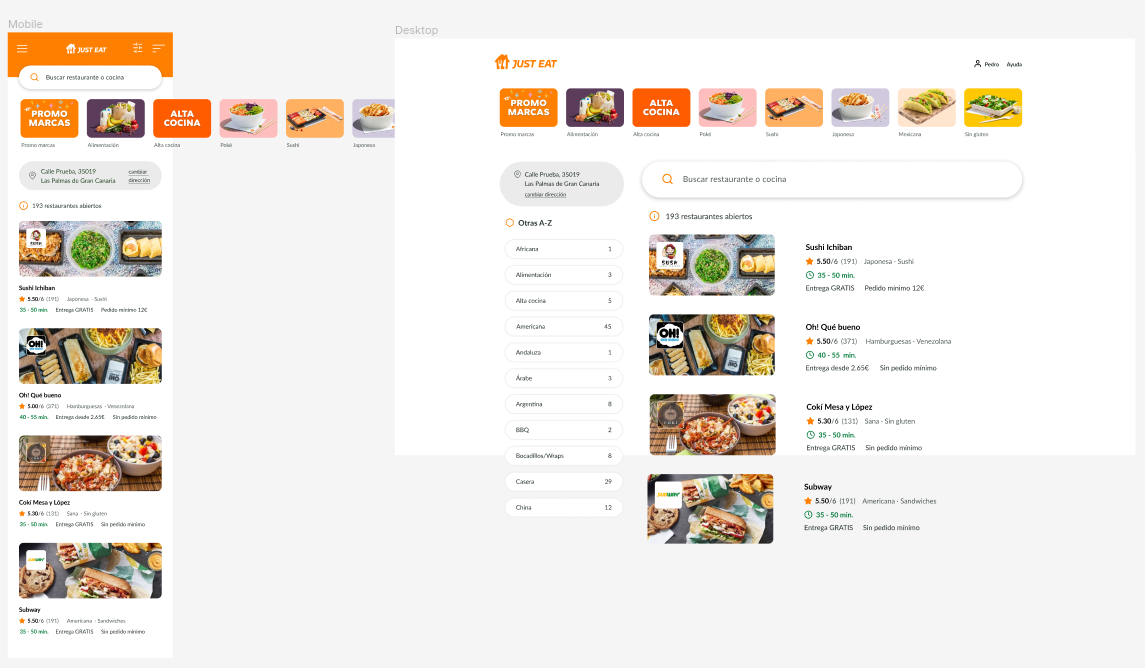 Mobile
JUST EAT
Buscar restaurante o cocina
PROMO
MARCAS
ALTA
COCINA
Promo marcas
Alimentación
Alta cocina
Poké
Sushi
Japonesa
Calle Prueba, 35019
Las Palmas de Gran Canaria
cambiar
dirección
193 restaurantes abiertos
SUSHI
Sushi Ichiban
5.50/6 (191) Japonesa - Sushi
35 - 50 min. Entrega GRATIS Pedido mínimo 12€
OH!
Oh! Qué bueno
5.00/6 (371) Hamburguesas - Venezolana
40 - 55 min. Entrega desde 2.65€ Sin pedido mínimo
Cokí Mesa y López
5.30/6 (131) Sana - Sin gluten
35 - 50 min. Entrega GRATIS Sin pedido mínimo
SUBWAY
Subway
5.50/6 (191) Americana - Sandwiches
35 - 50 min. Entrega GRATIS Sin pedido mínimo
Desktop
JUST EAT
Pedro Ayuda
PROMO
MARCAS
ALTA
COCINA
Promo marcas
Alimentación
Alta cocina
Poké
Sushi
Japonesa
Mexicana
Sin gluten
Calle Prueba, 35019
Las Palmas de Gran Canaria
cambiar dirección
Otras A-Z
Africana 1
Alimentación 3
Alta cocina 5
Americana 45
Andaluza 1
Árabe 3
Argentina 8
BBQ 2
Bocadillos/Wraps 8
Casera 29
China 12
Buscar restaurante o cocina
193 restaurantes abiertos
SUSHI
Sushi Ichiban
5.50/6 (191) Japonesa - Sushi
35 - 50 min.
Entrega GRATIS Pedido mínimo 12€
OH!
Oh! Qué bueno
5.50/6 (371) Hamburguesas - Venezolana
40 - 55 min.
Entrega desde 2.65€ Sin pedido mínimo
COKÍ
Cokí Mesa y López
5.30/6 (131) Sana - Sin gluten
35 - 50 min.
Entrega GRATIS Sin pedido mínimo
SUBWAY
Subway
5.50/6 (191) Americana - Sandwiches
35 - 50 min.
Entrega GRATIS Sin pedido mínimo